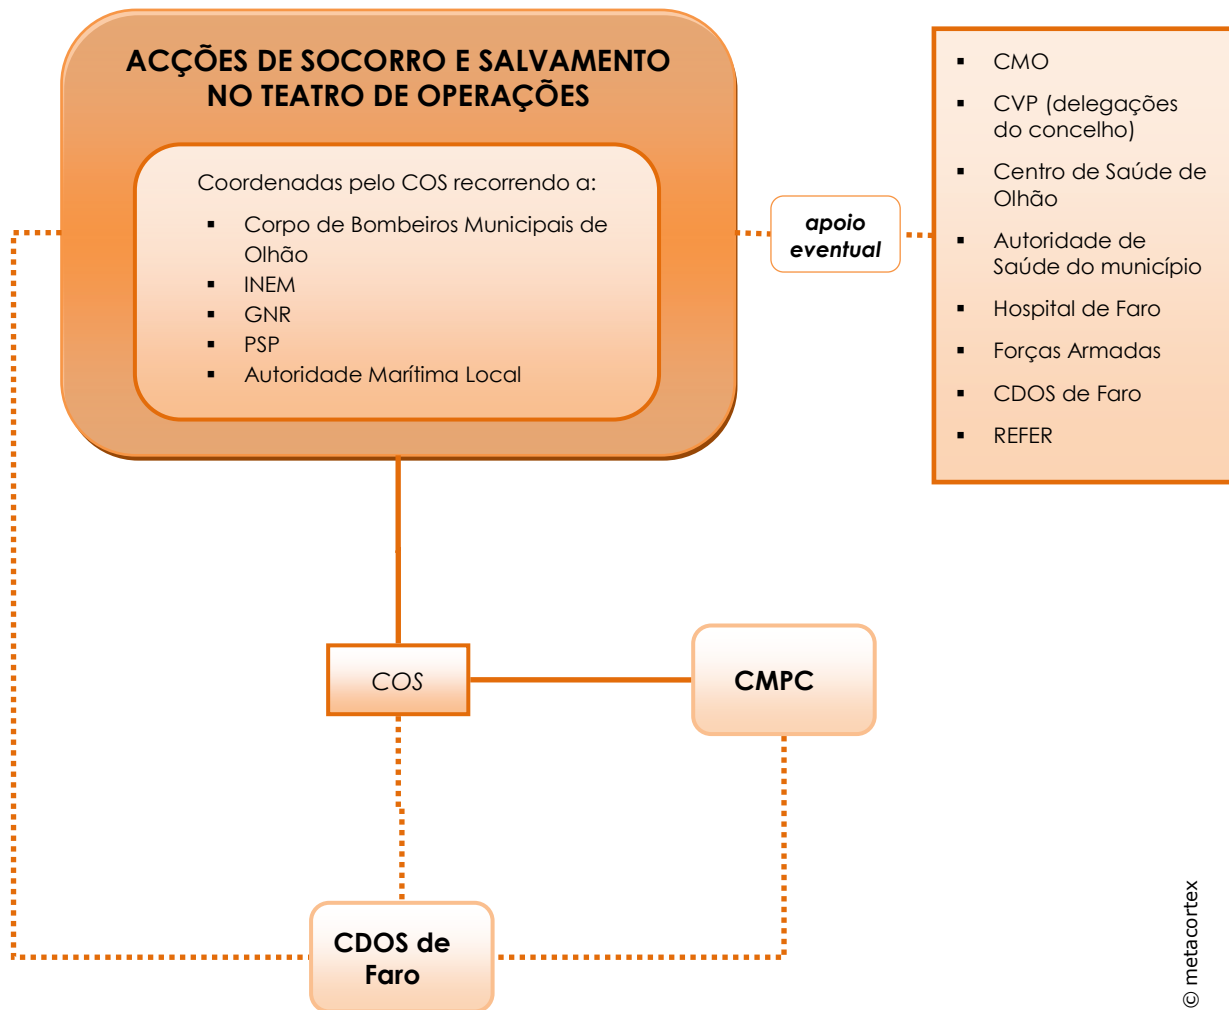 ACÇÕES DE SOCORRO E SALVAMENTO
NO TEATRO DE OPERAÇÕES
Coordenadas pelo COS recorrendo a:
▪ Corpo de Bombeiros Municipais de
Olhão
▪ INEM
▪ GNR
▪ PSP
▪ Autoridade Marítima Local
apoio
eventual
▪ CMO
▪ CVP (delegações
do concelho)
▪ Centro de Saúde de
Olhão
▪ Autoridade de
Saúde do município
▪ Hospital de Faro
▪ Forças Armadas
▪ CDOS de Faro
▪ REFER
COS
CMPC
CDOS de
Faro
© metacortex